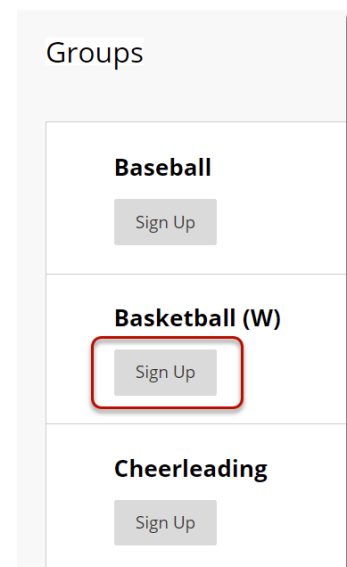 Groups
Baseball
Sign Up
Basketball (W)
Sign Up
Cheerleading
Sign Up